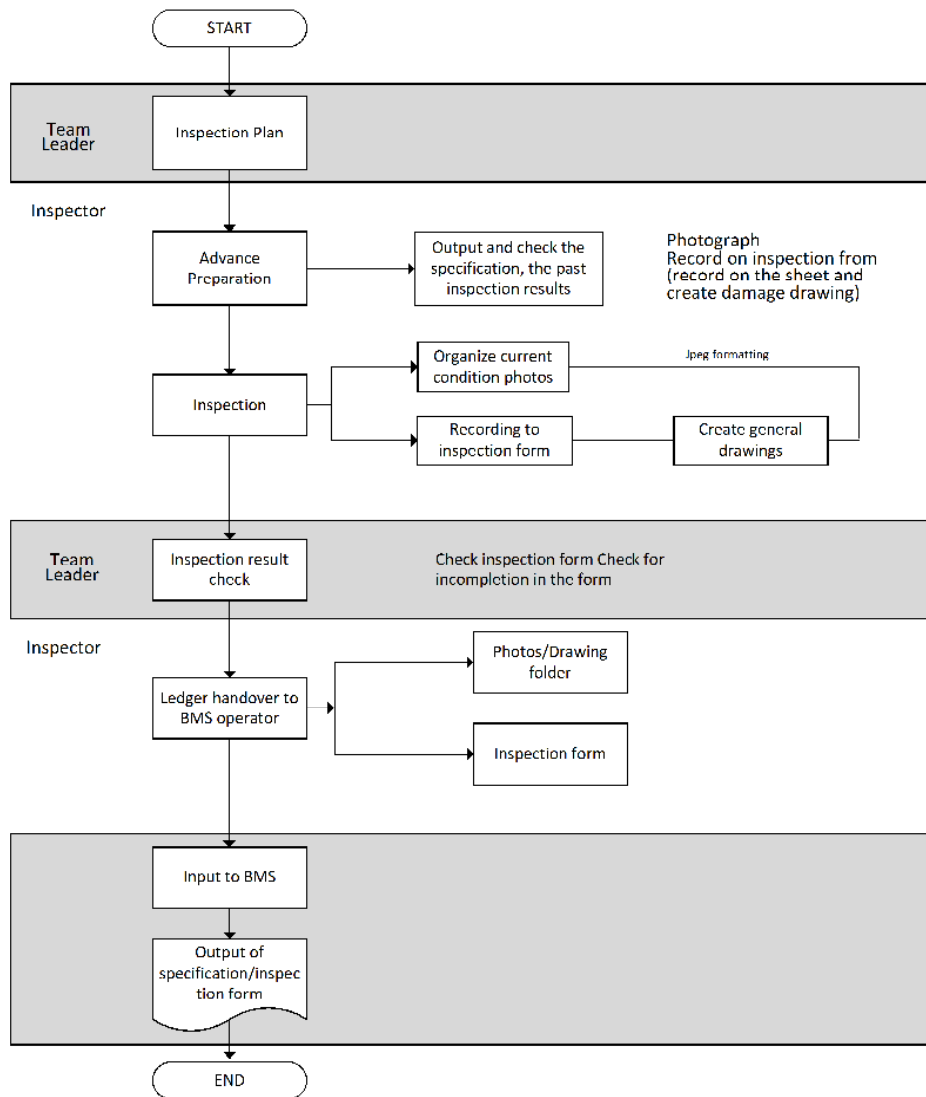 START
Team
Leader
Inspection Plan
Inspector
Advance
Preparation
Output and check the
specification, the past
inspection results
Photograph
Record on inspection from
(record on the sheet and
create damage drawing)
Inspection
Organize current
condition photos
Jpeg formatting
Recording to
inspection form
Create general
drawings
Team
Leader
Inspection result
check
Check inspection form Check for
incompletion in the form
Inspector
Ledger handover to
BMS operator
Photos/Drawing
folder
Inspection form
Input to BMS
Output of
specification/inspec
tion form
END